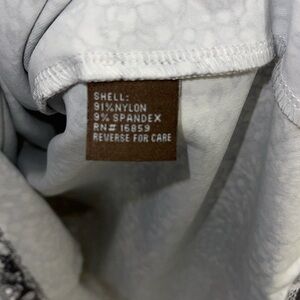 SHELL:
91%NYLON
9% SPANDEX
RN# 16859
REVERSE FOR CARE